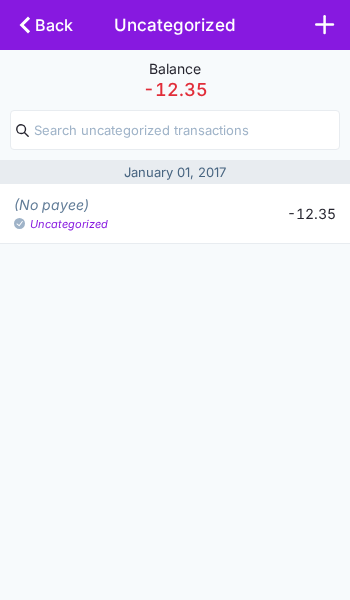 Back
Uncategorized
Balance
-12.35
Search uncategorized transactions
January 01, 2017
(No payee)
-12.35
Uncategorized